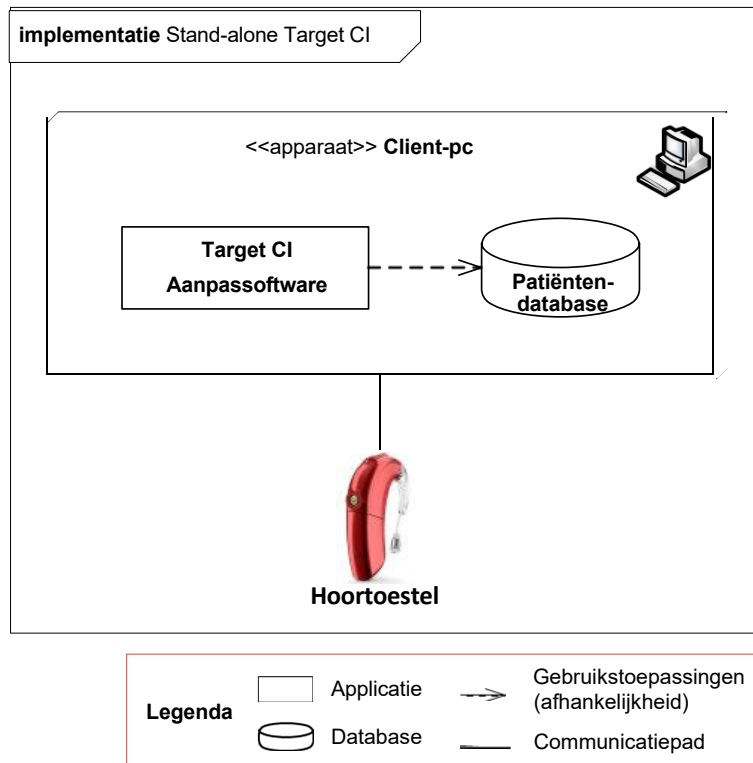 implementatie Stand-alone Target CI
<<apparaat>> Client-pc
Target CI
Aanpassoftware
Patiënten-
database
Hoortoestel
Legenda
Applicatie
Database
Gebruikstoepassingen
(afhankelijkheid)
Communicatiepad